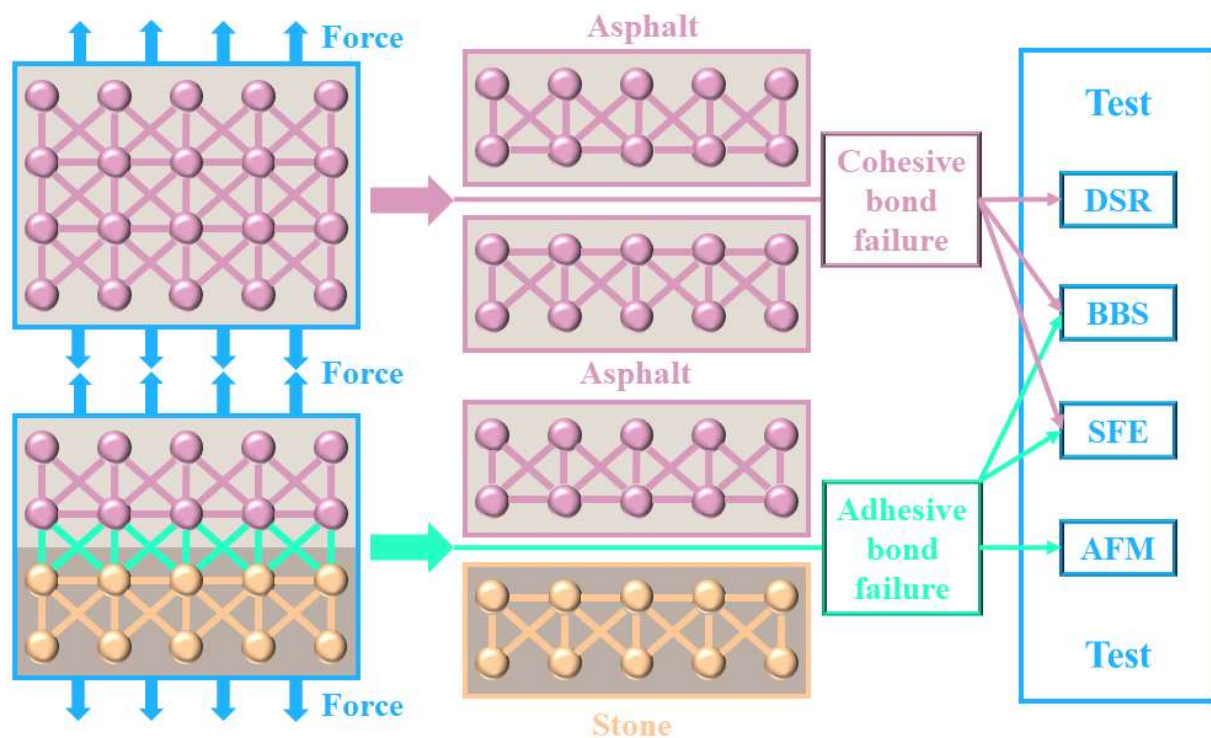 Force
Asphalt
Test
Cohesive
bond
failure
DSR
BBS
Force
Asphalt
SFE
Adhesive
bond
failure
AFM
Test
Force
Stone